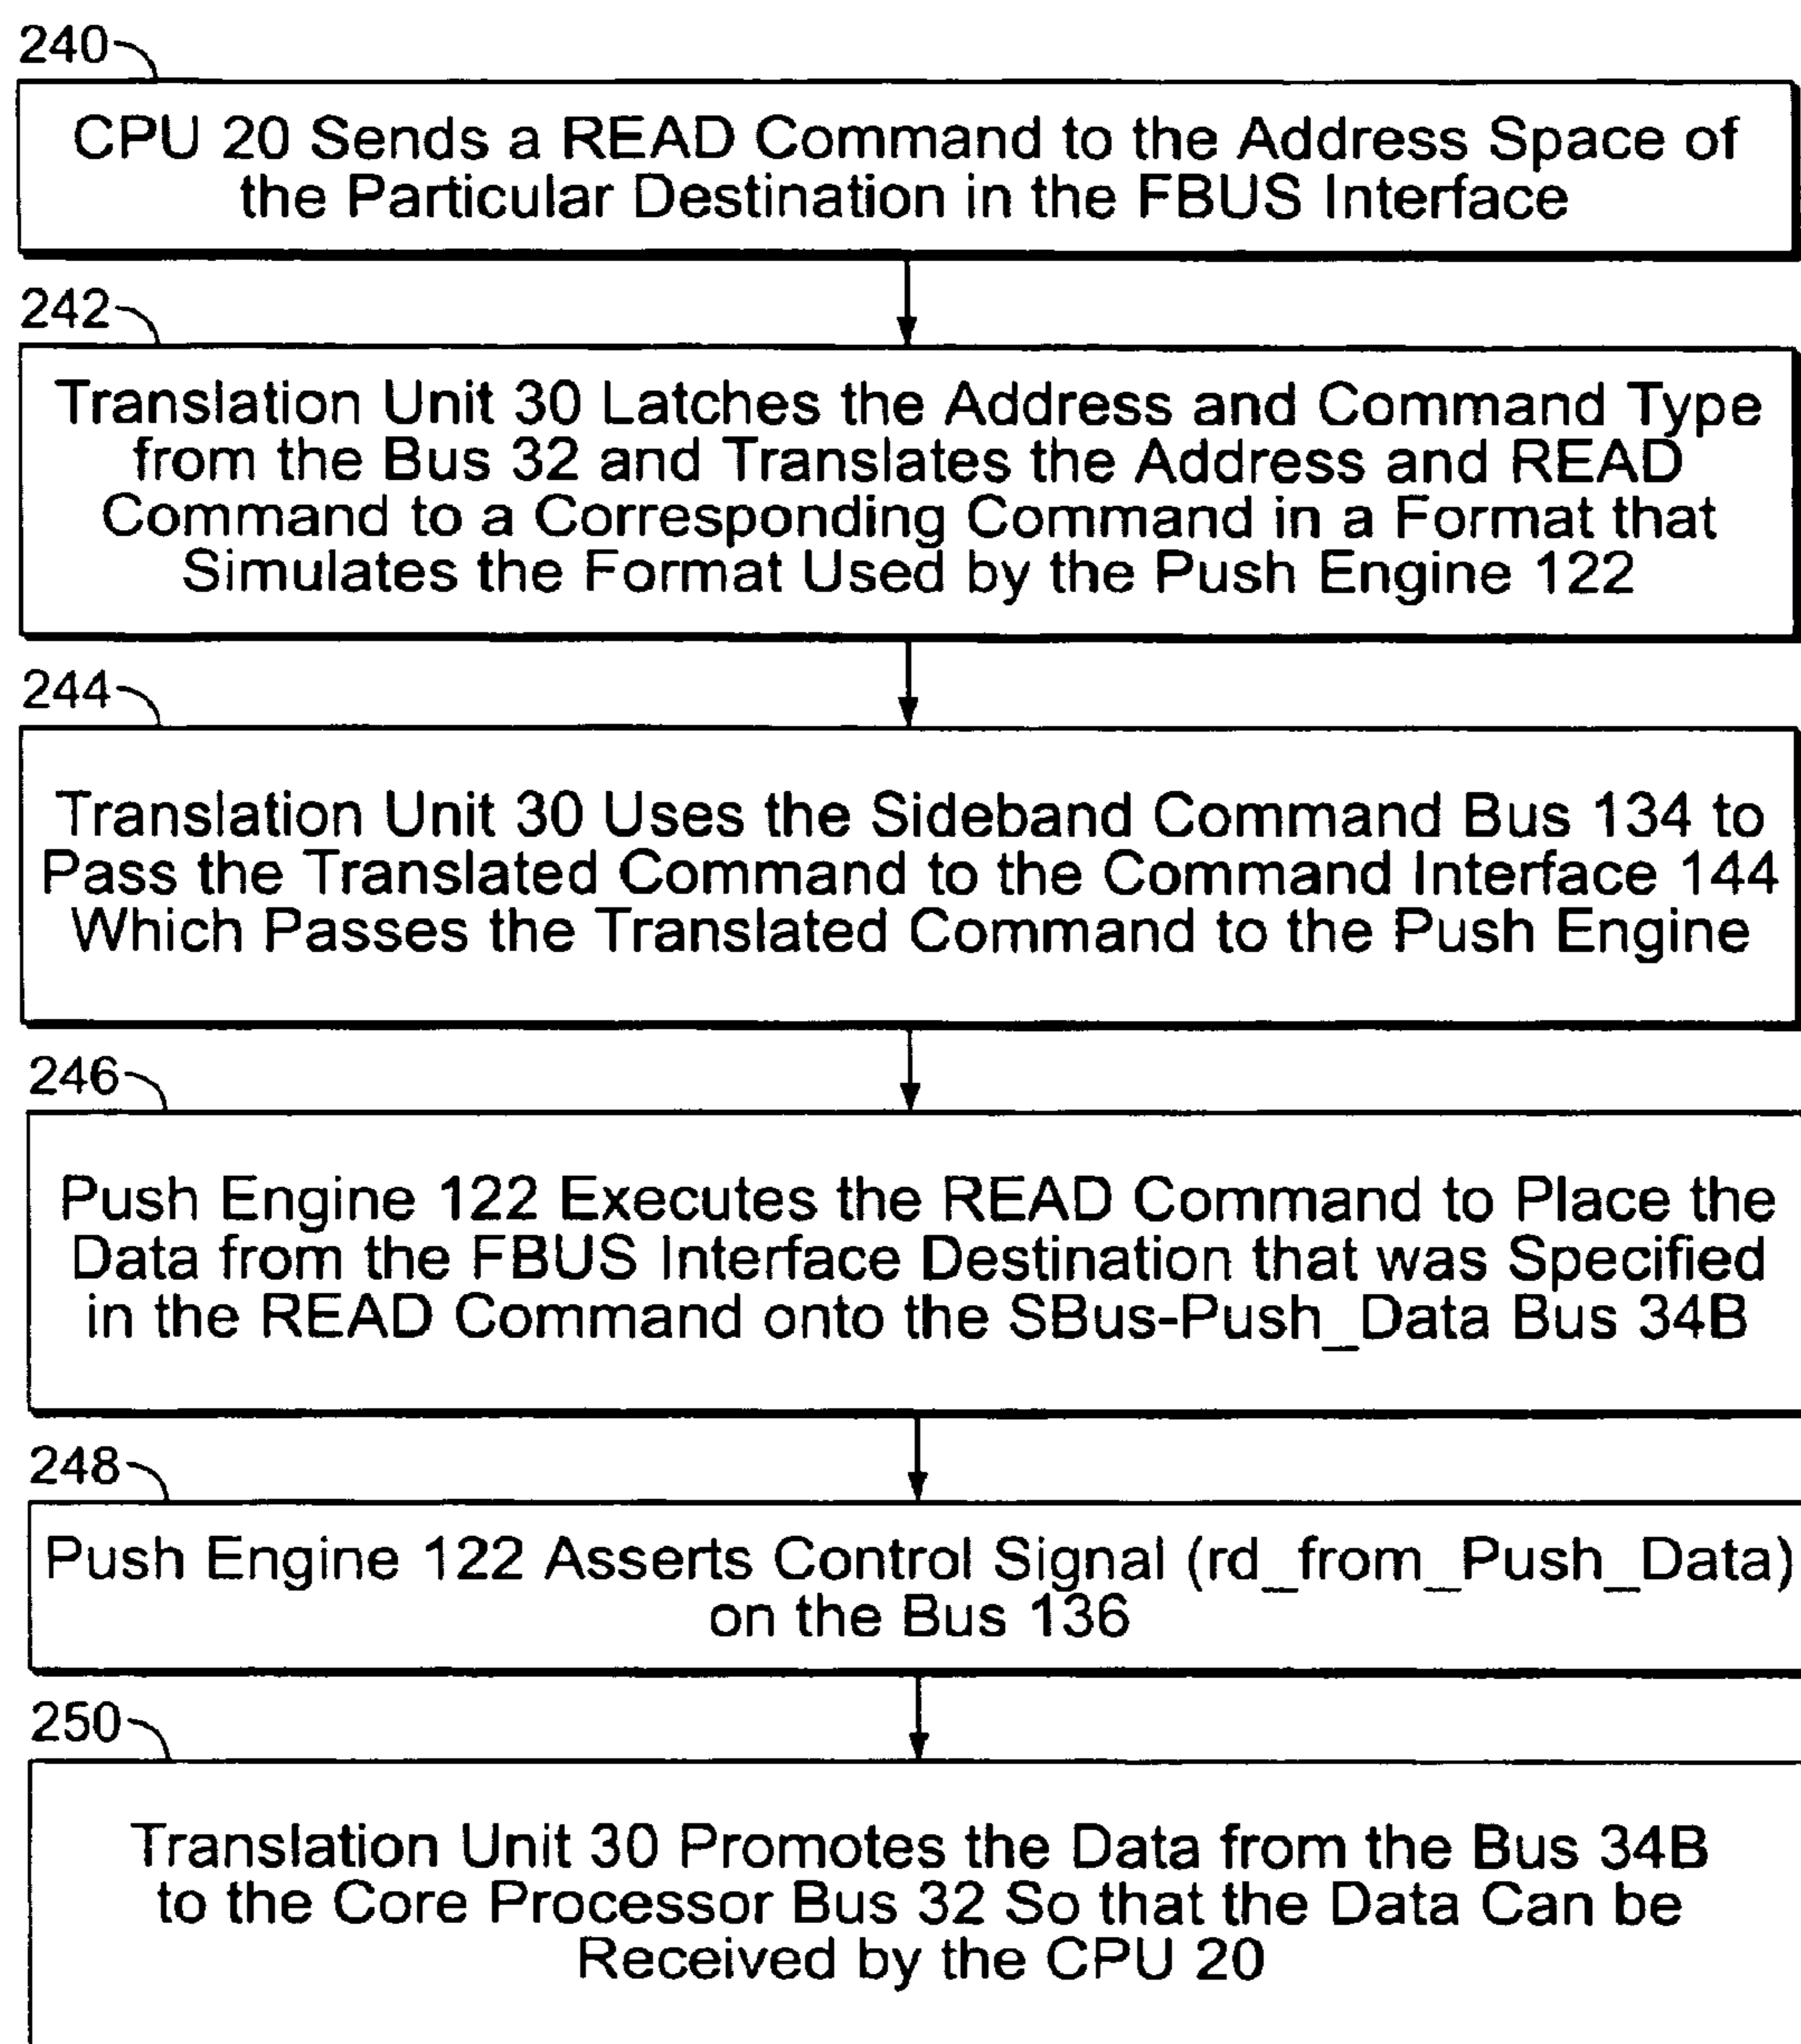 240
CPU 20 Sends a READ Command to the Address Space of
the Particular Destination in the FBUS Interface
242
Translation Unit 30 Latches the Address and Command Type
from the Bus 32 and Translates the Address and READ
Command to a Corresponding Command in a Format that
Simulates the Format Used by the Push Engine 122
244
Translation Unit 30 Uses the Sideband Command Bus 134 to
Pass the Translated Command to the Command Interface 144
Which Passes the Translated Command to the Push Engine
246
Push Engine 122 Executes the READ Command to Place the
Data from the FBUS Interface Destination that was Specified
in the READ Command onto the SBus-Push_Data Bus 34B
248
Push Engine 122 Asserts Control Signal (rd_from_Push_Data)
on the Bus 136
250
Translation Unit 30 Promotes the Data from the Bus 34B
to the Core Processor Bus 32 So that the Data Can be
Received by the CPU 20